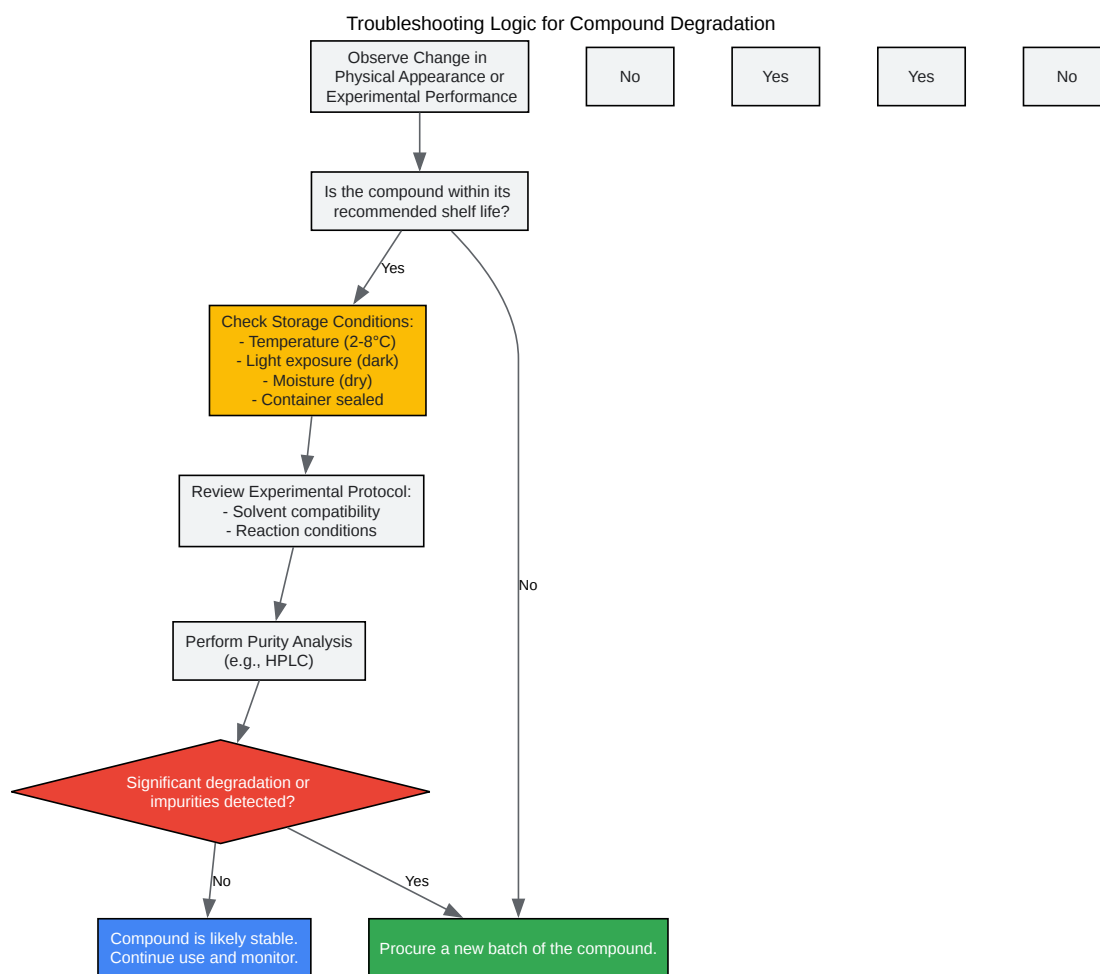 Troubleshooting Logic for Compound Degradation
Observe Change in
Physical Appearance or
Experimental Performance
No
Yes
Yes
No
Is the compound within its
recommended shelf life?
Yes
Check Storage Conditions:
- Temperature (2-8°C)
- Light exposure (dark)
- Moisture (dry)
- Container sealed
Review Experimental Protocol:
- Solvent compatibility
- Reaction conditions
No
Perform Purity Analysis
(e.g., HPLC)
Significant degradation or
impurities detected?
No
Yes
Compound is likely stable.
Continue use and monitor.
Procure a new batch of the compound.